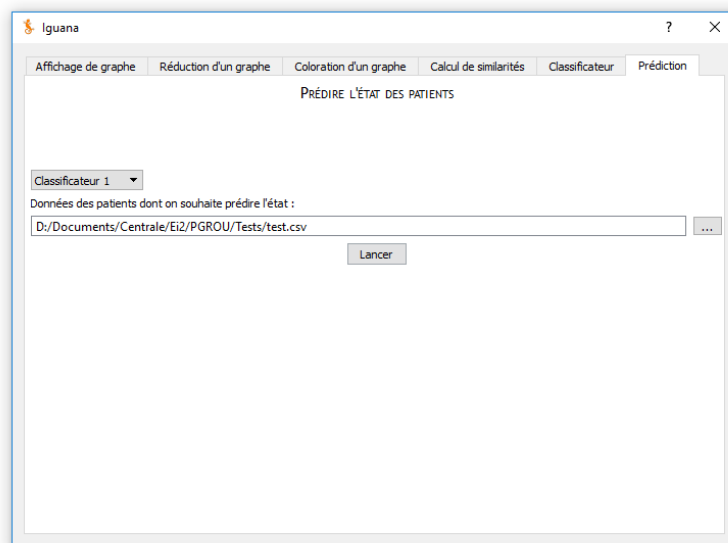 Iguana ? ×
Affichage de graphe Réduction d'un graphe Coloration d'un graphe Calcul de similarités Classificateur Prédiction
PRÉDIRE L'ÉTAT DES PATIENTS
Classificateur 1
Données des patients dont on souhaite prédire l'état :
D:/Documents/Centrale/Ei2/PGROU/Tests/test.csv ...
Lancer